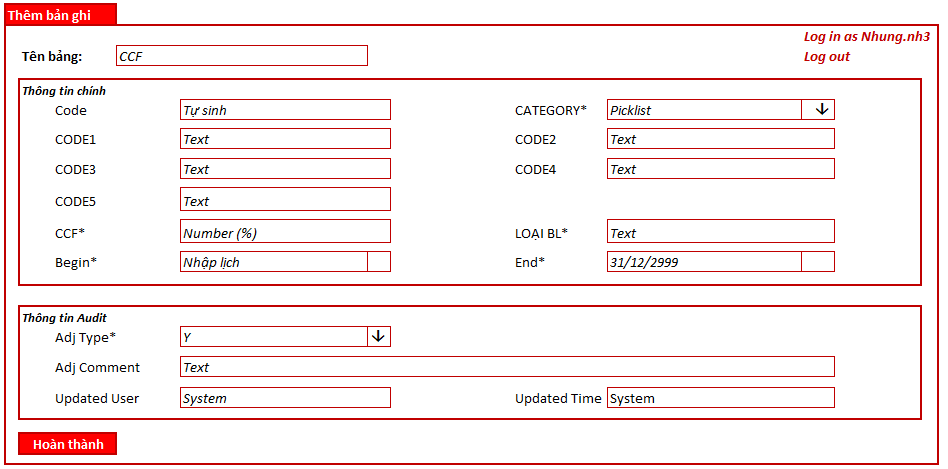 Thêm bản ghi
Log in as Nhung.nh3
Tên bảng: CCF
Log out
Thông tin chính
Code Tự sinh CATEGORY* Picklist
CODE1 Text CODE2 Text
CODE3 Text CODE4 Text
CODE5 Text
CCF* Number (%) LOẠI BL* Text
Begin* Nhập lịch End* 31/12/2999
Thông tin Audit
Adj Type* Y
Adj Comment Text
Updated User System Updated Time System
Hoàn thành